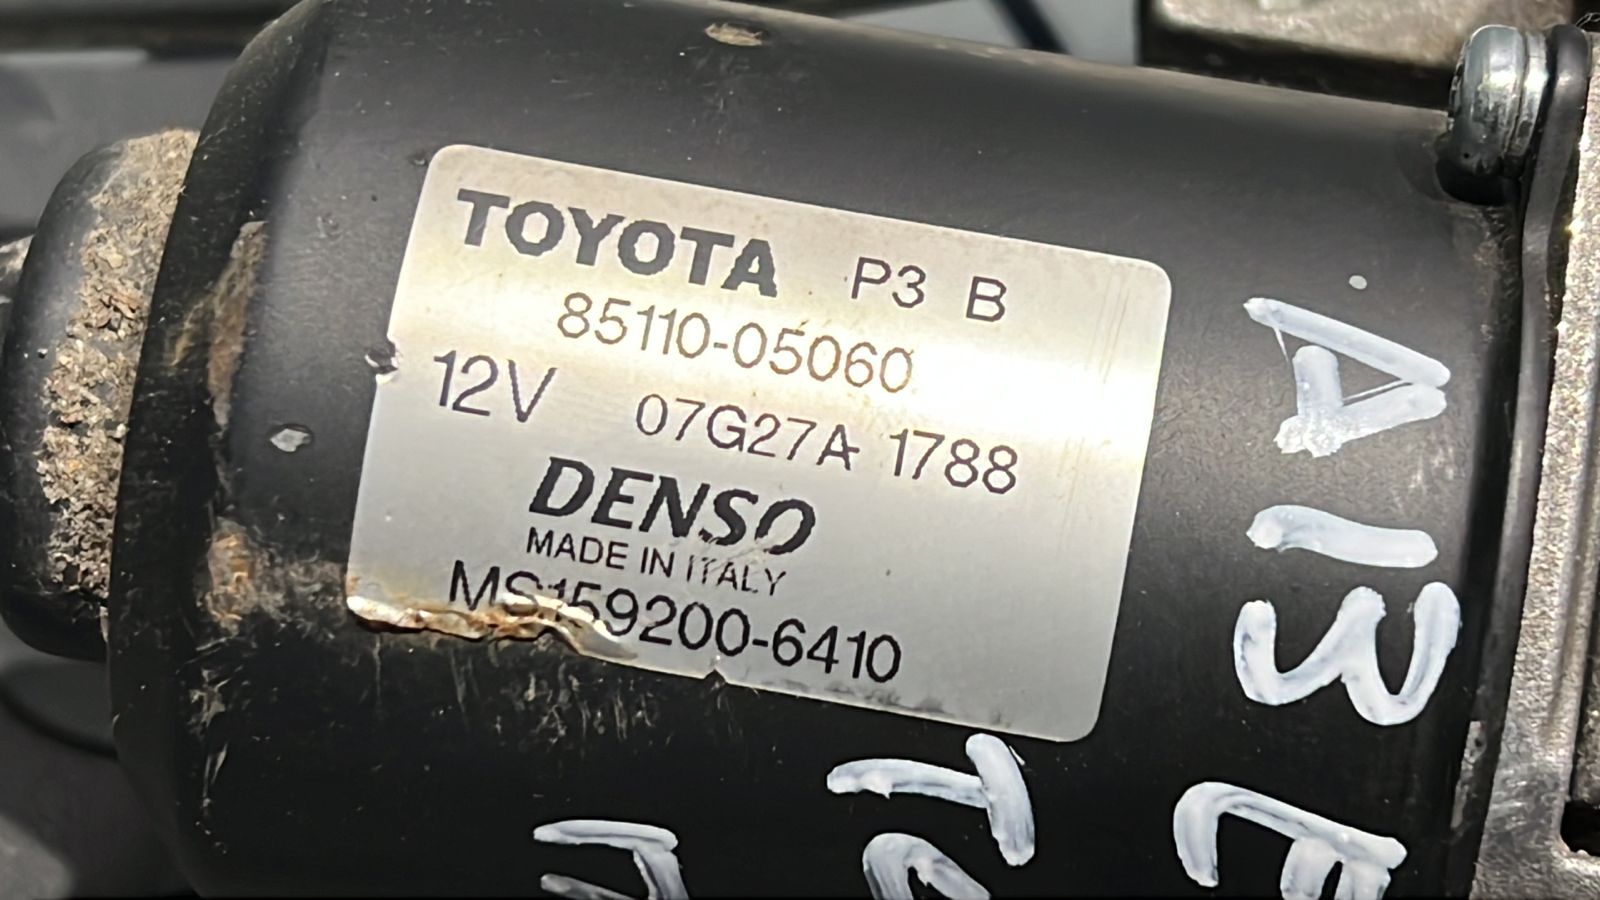 TOYOTA P3 B
85110-05060
12V 07G27A 1788
DENSO
MADE IN ITALY
MS159200-6410